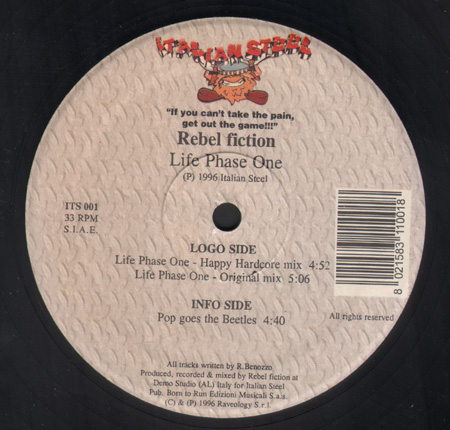 ITALIAN STEEL
"If you can't take the pain,
get out the game!!!"
Rebel fiction
Life Phase One
(P) 1996 Italian Steel
ITS 001
33 RPM
S.I.A.E.
LOGO SIDE
Life Phase One - Happy Hardcore mix 4:52
Life Phase One - Original mix 5:06
INFO SIDE
Pop goes the Beetles 4:40
8 021583 110018
All rights reserved
All tracks written by R.Benozzo
Produced, recorded & mixed by Rebel fiction at
Demo Studio (AL) Italy for Italian Steel
Pub. Born to Run Edizioni Musicali S.a.s.
(C) & (P) 1996 Raveology S.r.l.